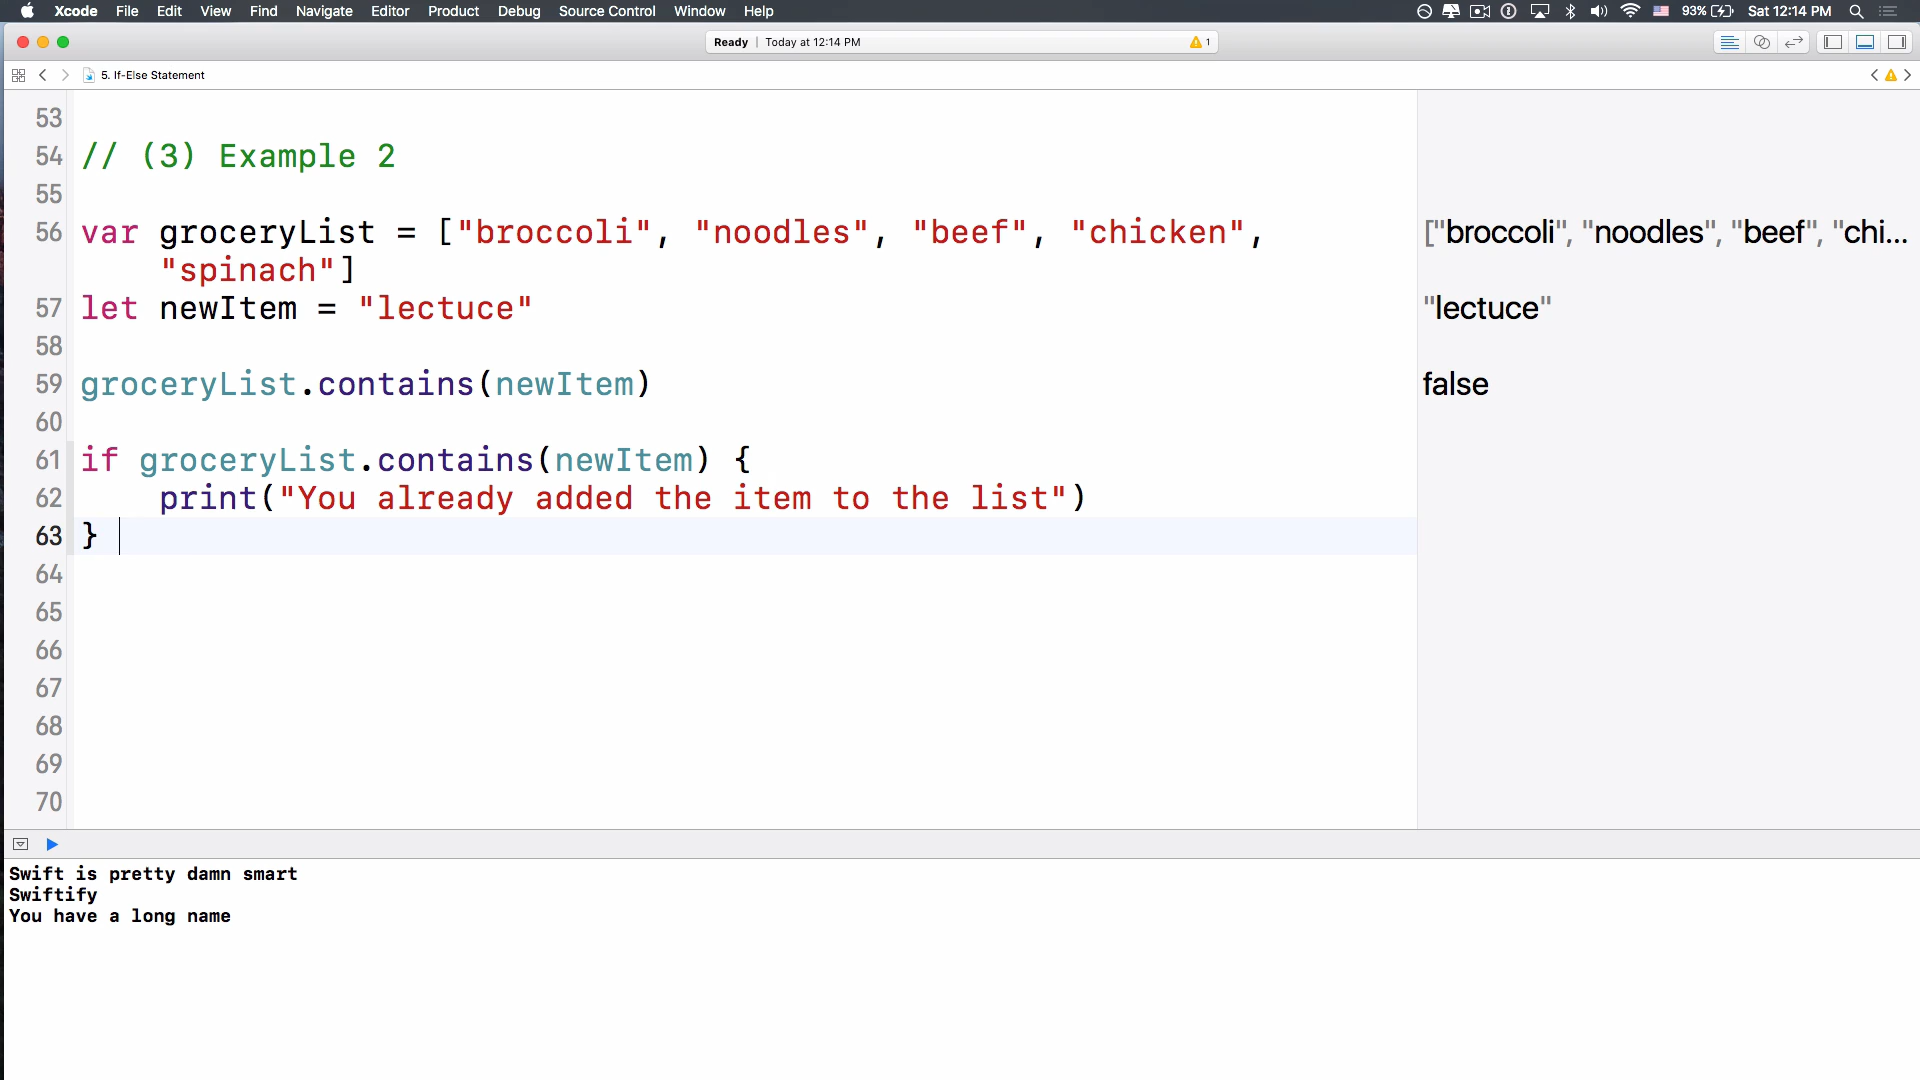 Xcode File Edit View Find Navigate Editor Product Debug Source Control Window Help 93% Sat 12:14 PM
Ready | Today at 12:14 PM 1
5. If-Else Statement
53
54 // (3) Example 2
55
56 var groceryList = ["broccoli", "noodles", "beef", "chicken", ["broccoli", "noodles", "beef", "chi...
"spinach"]
57 let newItem = "lectuce" "lectuce"
58
59 groceryList.contains(newItem) false
60
61 if groceryList.contains(newItem) {
62 print("You already added the item to the list")
63 }
64
65
66
67
68
69
70
Swift is pretty damn smart
Swiftify
You have a long name